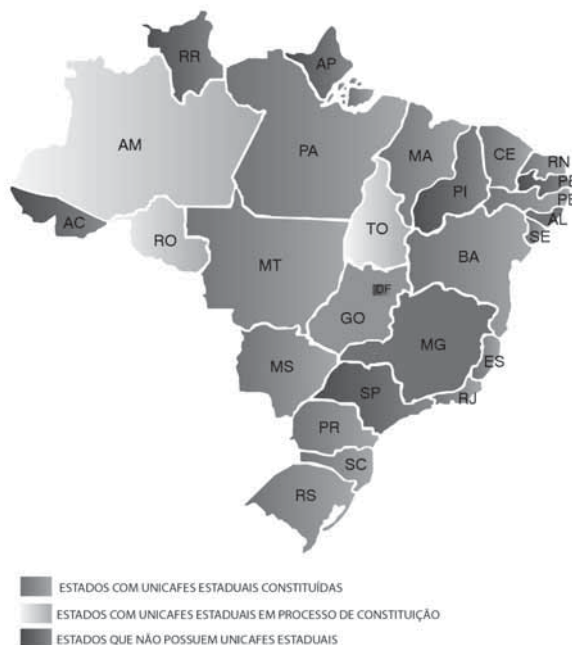 RR
AP
AM
PA
MA
CE
RN
PI
PB
PE
AC
AL
TO
SE
RO
BA
MT
DF
GO
MG
ES
MS
SP
RJ
PR
SC
RS
ESTADOS COM UNICAFES ESTADUAIS CONSTITUÍDAS
ESTADOS COM UNICAFES ESTADUAIS EM PROCESSO DE CONSTITUIÇÃO
ESTADOS QUE NÃO POSSUEM UNICAFES ESTADUAIS